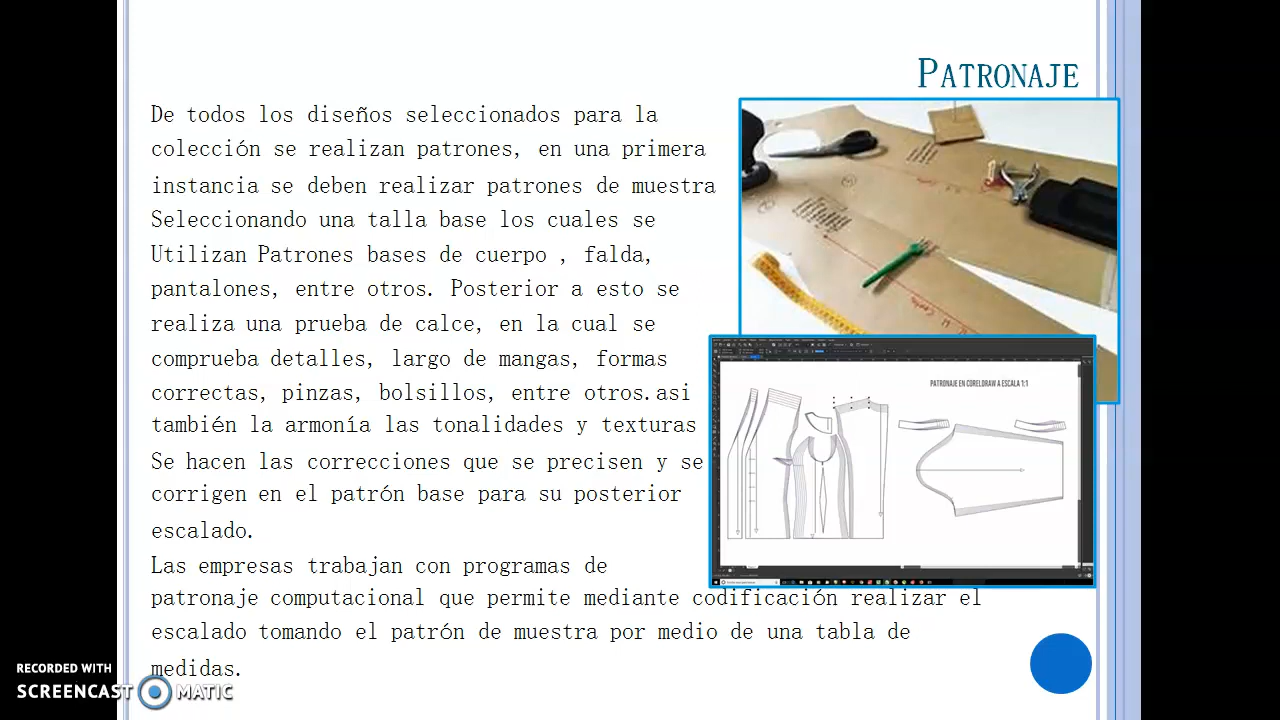 PATRONAJE
De todos los diseños seleccionados para la
colección se realizan patrones, en una primera
instancia se deben realizar patrones de muestra
Seleccionando una talla base los cuales se
Utilizan Patrones bases de cuerpo , falda,
pantalones, entre otros. Posterior a esto se
realiza una prueba de calce, en la cual se
comprueba detalles, largo de mangas, formas
correctas, pinzas, bolsillos, entre otros.asi
también la armonía las tonalidades y texturas
Se hacen las correcciones que se precisen y se
corrigen en el patrón base para su posterior
escalado.
Las empresas trabajan con programas de
patronaje computacional que permite mediante codificación realizar el
escalado tomando el patrón de muestra por medio de una tabla de
medidas.
PATRONAJE EN CORELDRAW A ESCALA 1:1
RECORDED WITH
SCREENCAST MATIC